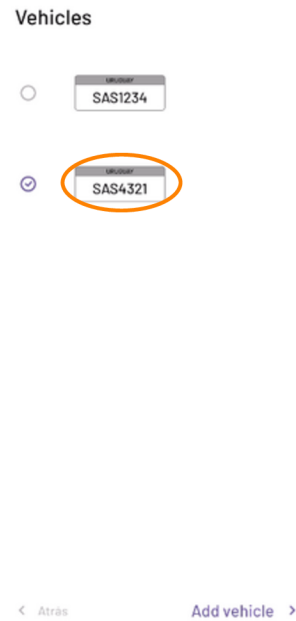 Vehicles
URUGUAY
SAS1234
URUGUAY
SAS4321
Atrás
Add vehicle